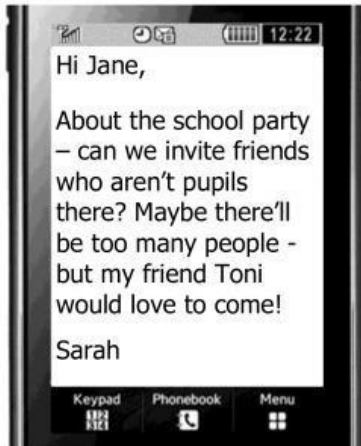 12:22
Hi Jane,
About the school party
– can we invite friends
who aren't pupils
there? Maybe there'll
be too many people -
but my friend Toni
would love to come!
Sarah
Keypad Phonebook Menu